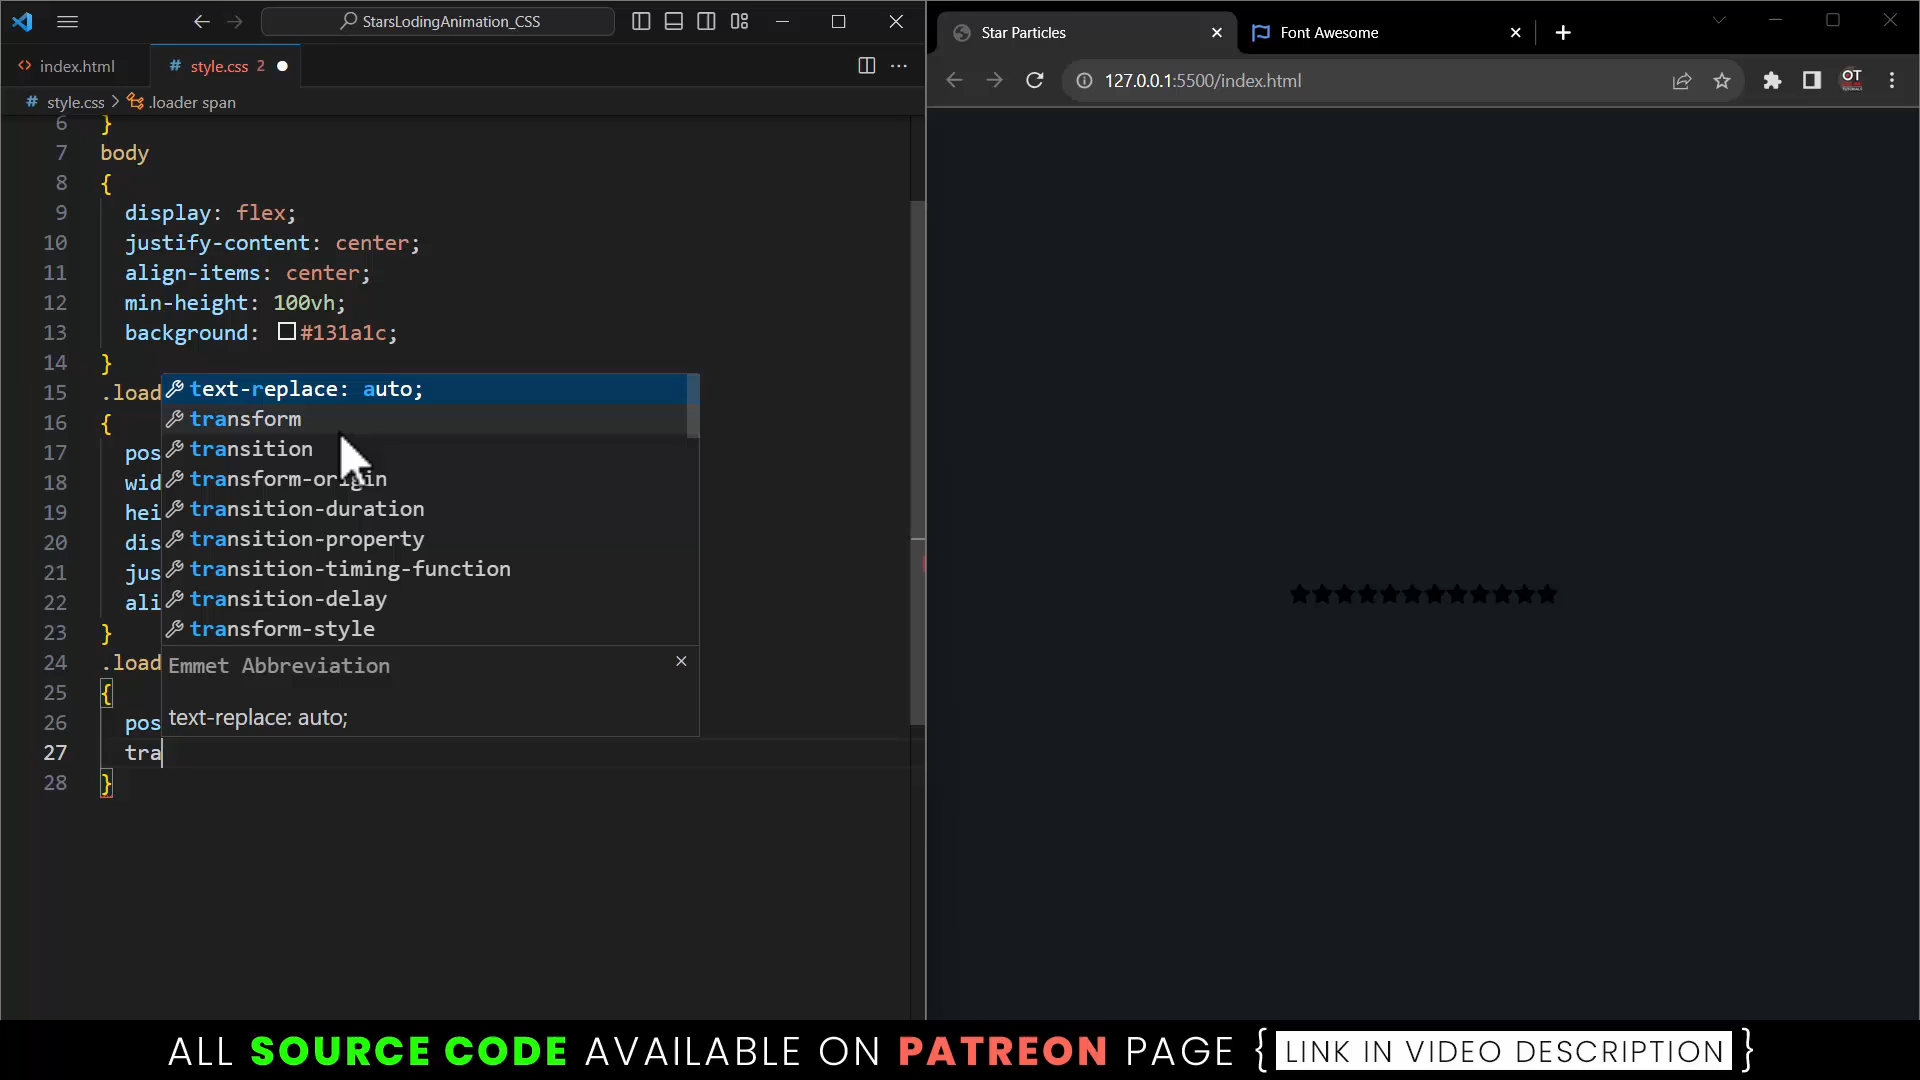 StarsLodingAnimation_CSS
index.html
# style.css 2
# style.css > .loader span
6 }
7 body
8 {
9 display: flex;
10 justify-content: center;
11 align-items: center;
12 min-height: 100vh;
13 background: #131a1c;
14 }
15 .load
16 {
17 pos
18 wid
19 hei
20 dis
21 jus
22 ali
23 }
24 .load
25 {
26 pos
27 tra
28 }
text-replace: auto;
transform
transition
transform-origin
transition-duration
transition-property
transition-timing-function
transition-delay
transform-style
Emmet Abbreviation
text-replace: auto;
Star Particles
Font Awesome
127.0.0.1:5500/index.html
OT
ALL SOURCE CODE AVAILABLE ON PATREON PAGE { LINK IN VIDEO DESCRIPTION }